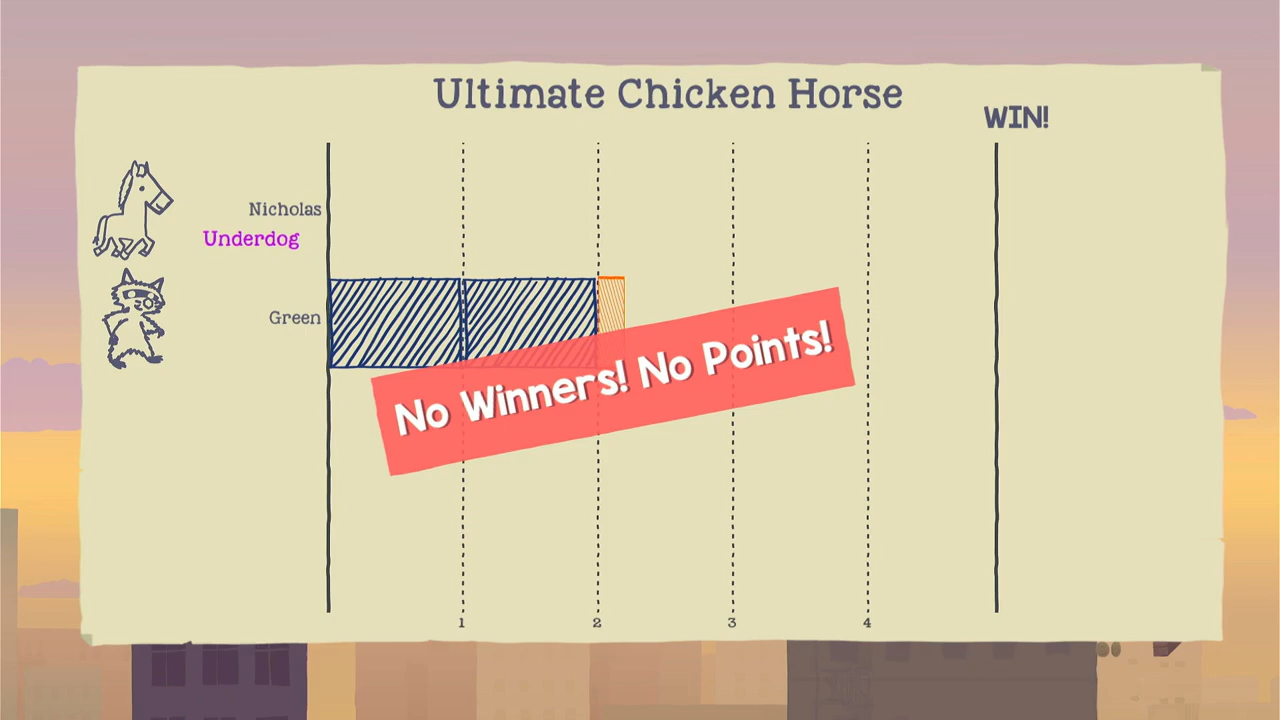 Ultimate Chicken Horse
WIN!
Nicholas
Underdog
Green
No Winners! No Points!
1 2 3 4